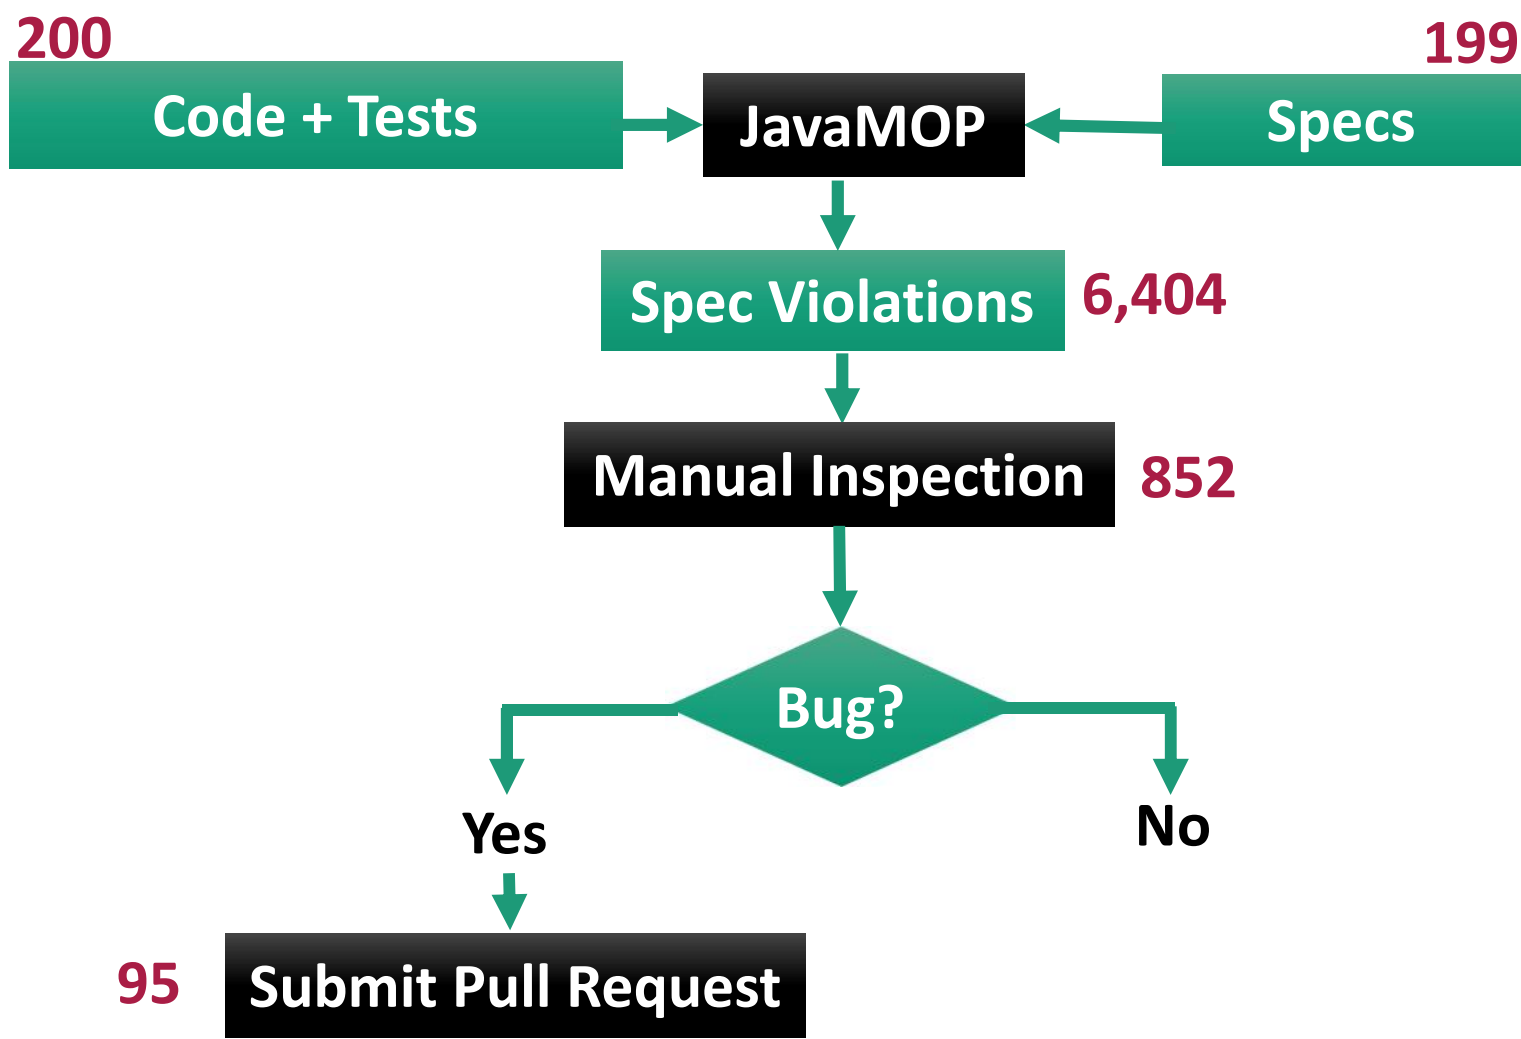 200
199
Code + Tests
JavaMOP
Specs
Spec Violations
6,404
Manual Inspection
852
Bug?
Yes
No
95
Submit Pull Request